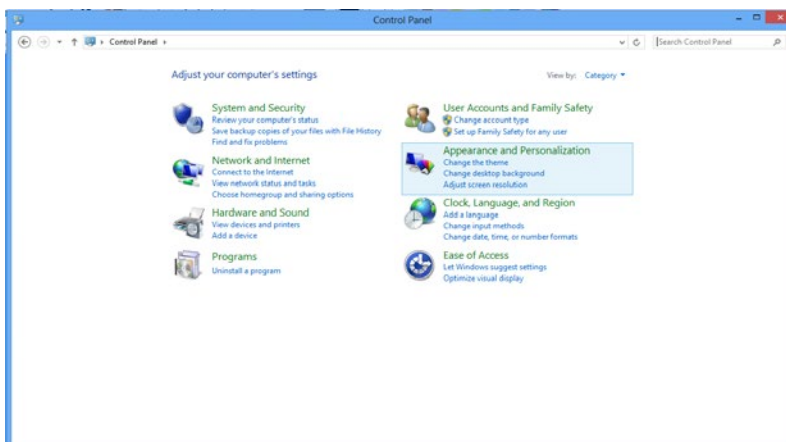 Control Panel
Control Panel
Search Control Panel
Adjust your computer's settings
View by: Category
System and Security
Review your computer's status
Save backup copies of your files with File History
Find and fix problems
Network and Internet
Connect to the Internet
View network status and tasks
Choose homegroup and sharing options
Hardware and Sound
View devices and printers
Add a device
Programs
Uninstall a program
User Accounts and Family Safety
Change account type
Set up Family Safety for any user
Appearance and Personalization
Change the theme
Change desktop background
Adjust screen resolution
Clock, Language, and Region
Add a language
Change input methods
Change date, time, or number formats
Ease of Access
Let Windows suggest settings
Optimize visual display